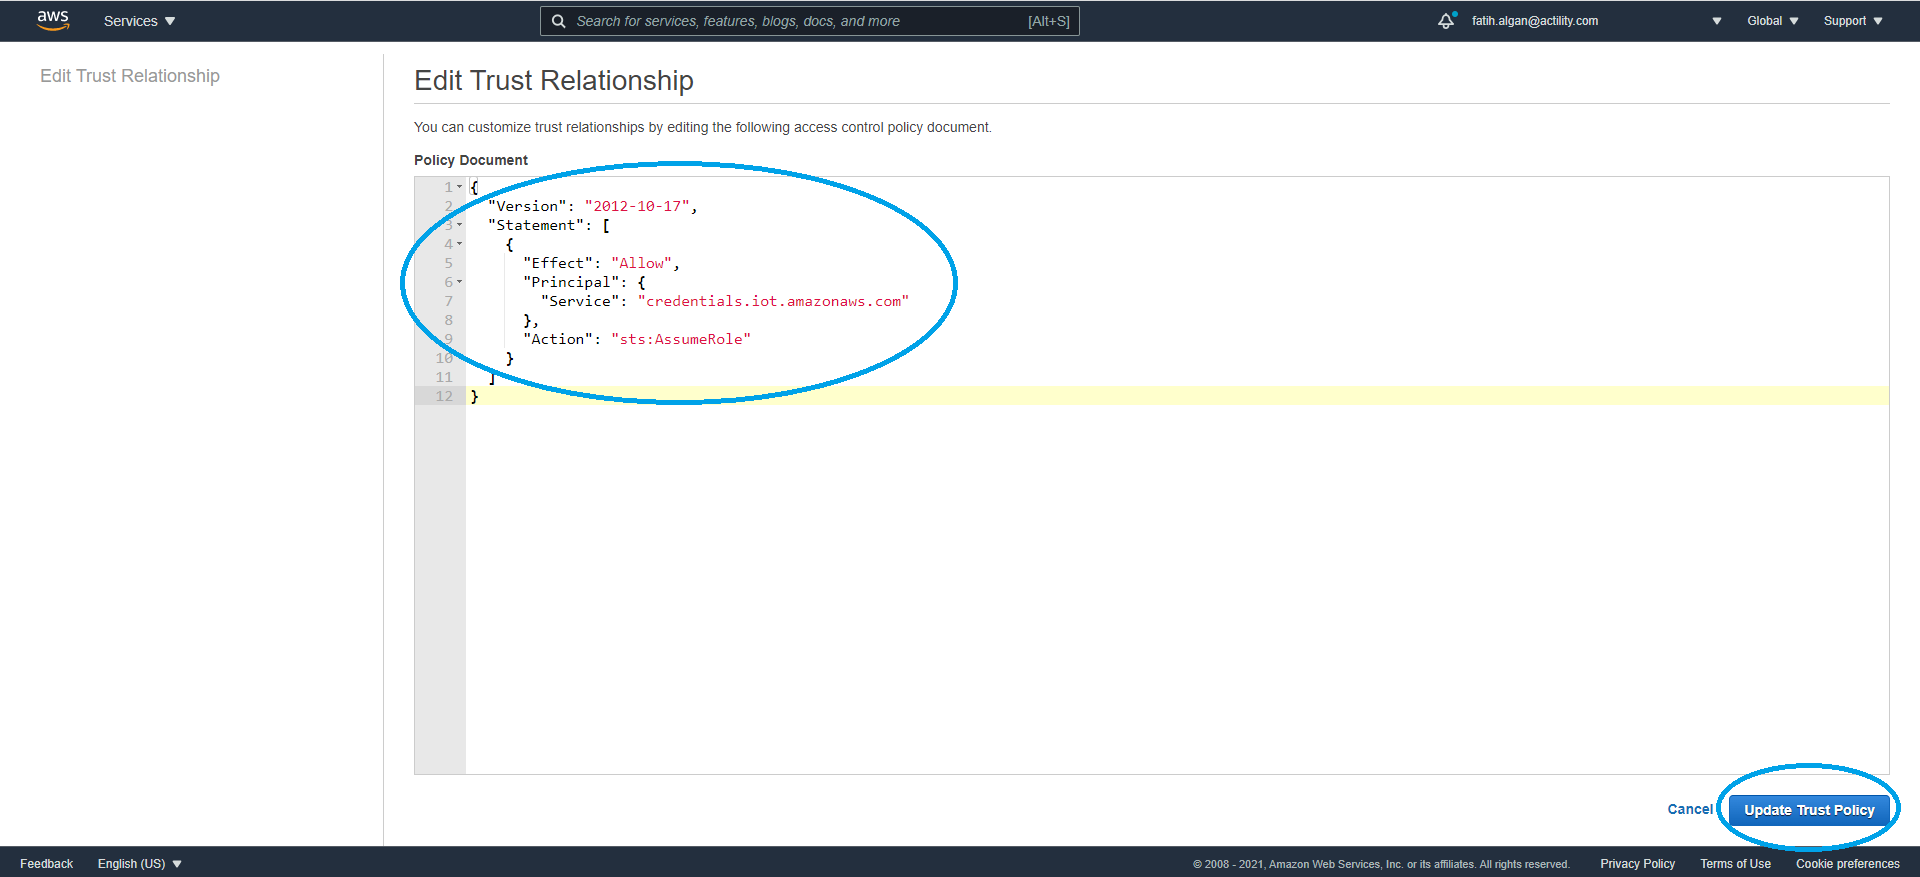 aws Services Search for services, features, blogs, docs, and more [Alt+S] fatih.algan@actility.com Global Support
Edit Trust Relationship
Edit Trust Relationship
You can customize trust relationships by editing the following access control policy document.
Policy Document
1 {
2 "Version": "2012-10-17",
3 "Statement": [
4 {
5 "Effect": "Allow",
6 "Principal": {
7 "Service": "credentials.iot.amazonaws.com"
8 },
9 "Action": "sts:AssumeRole"
10 }
11 ]
12 }
Cancel Update Trust Policy
Feedback English (US) © 2008 - 2021, Amazon Web Services, Inc. or its affiliates. All rights reserved. Privacy Policy Terms of Use Cookie preferences